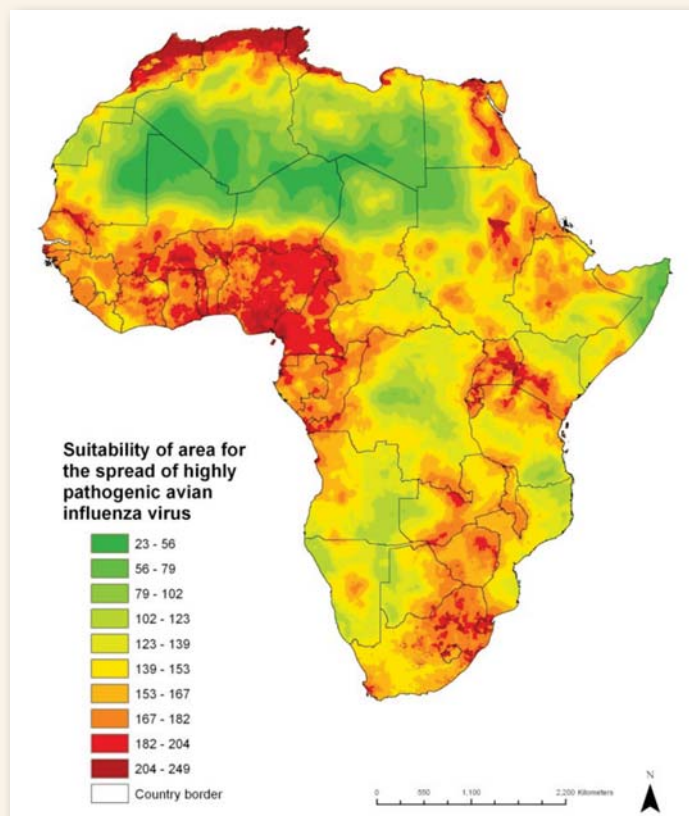 Suitability of area for
the spread of highly
pathogenic avian
influenza virus
23 - 56
56 - 79
79 - 102
102 - 123
123 - 139
139 - 153
153 - 167
167 - 182
182 - 204
204 - 249
Country border
N
0 550 1,100 2,200 Kilometers